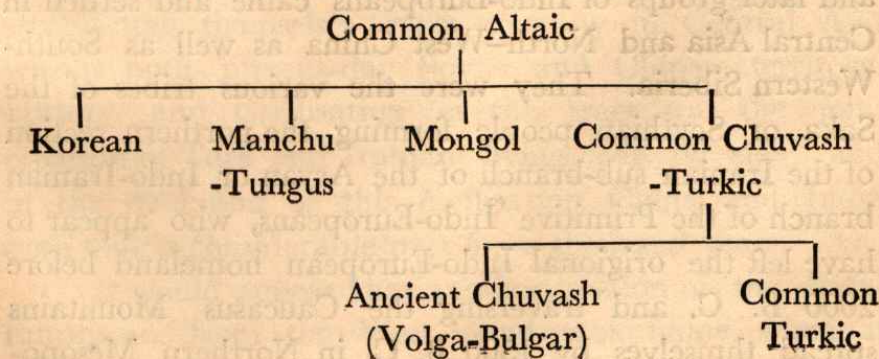 Common Altaic
Korean Manchu Mongol Common Chuvash
-Tungus -Turkic
Ancient Chuvash Common
(Volga-Bulgar) Turkic